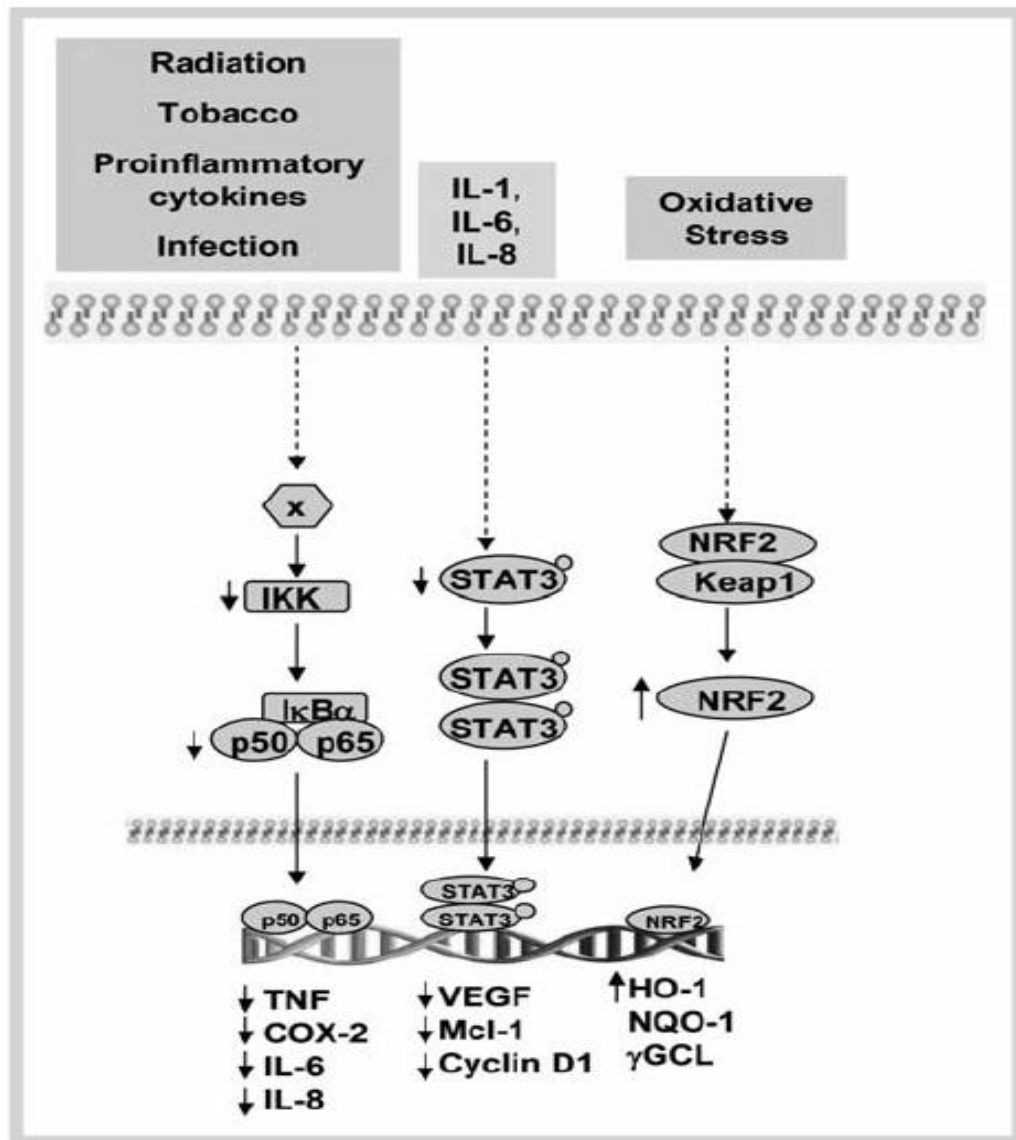 Radiation
Tobacco
Proinflammatory
cytokines
Infection
IL-1,
IL-6,
IL-8
Oxidative
Stress
x
↓ IKK
IκBα
↓ p50 p65
↓ STAT3
STAT3
STAT3
NRF2
Keap1
↑ NRF2
p50 p65
STAT3
STAT3
NRF2
↓ TNF
↓ COX-2
↓ IL-6
↓ IL-8
↓ VEGF
↓ Mcl-1
↓ Cyclin D1
↑ HO-1
NQO-1
γGCL